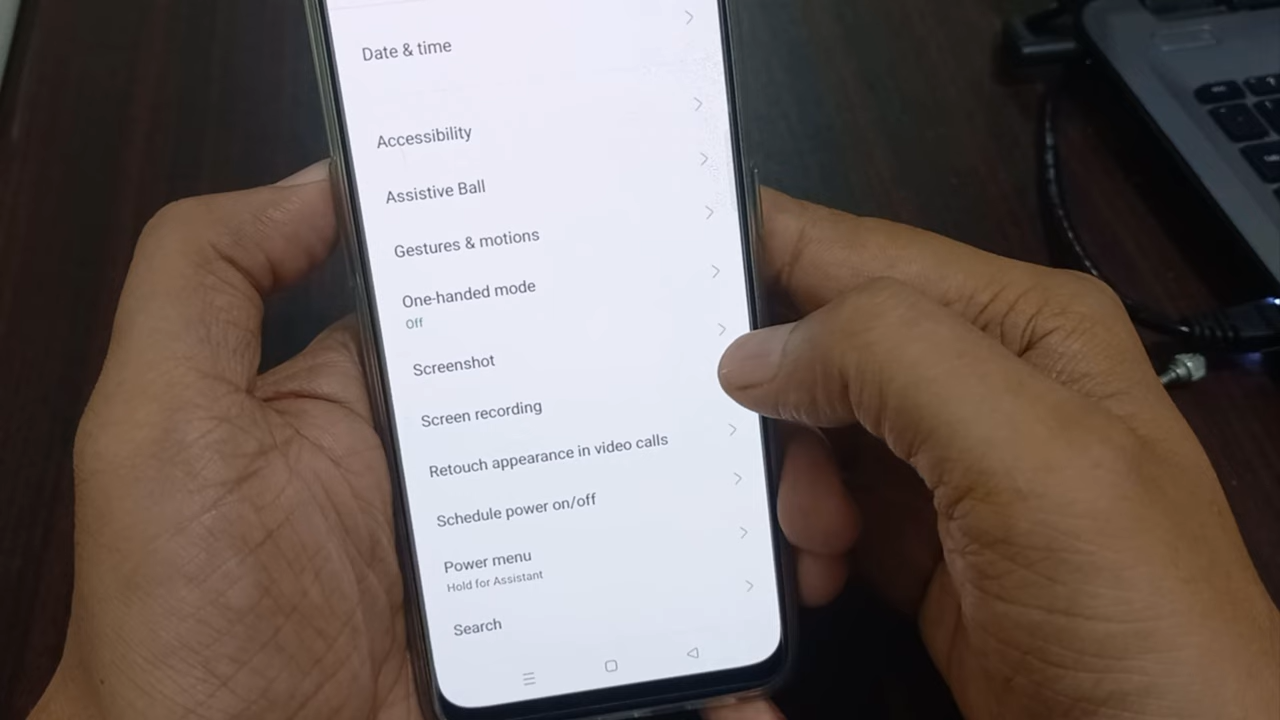 Date & time
Accessibility
Assistive Ball
Gestures & motions
One-handed mode
Off
Screenshot
Screen recording
Retouch appearance in video calls
Schedule power on/off
Power menu
Hold for Assistant
Search